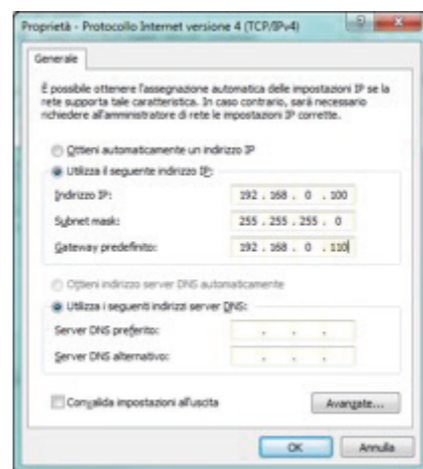 Proprietà - Protocollo Internet versione 4 (TCP/IPv4)
Generale
È possibile ottenere l'assegnazione automatica delle impostazioni IP se la
rete supporta tale caratteristica. In caso contrario, sarà necessario
richiedere all'amministratore di rete le impostazioni IP corrette.
Ottieni automaticamente un indirizzo IP
Utilizza il seguente indirizzo IP:
Indirizzo IP: 192 . 168 . 0 . 100
Subnet mask: 255 . 255 . 255 . 0
Gateway predefinito: 192 . 168 . 0 . 110
Ottieni indirizzo server DNS automaticamente
Utilizza i seguenti indirizzi server DNS:
Server DNS preferito: . . .
Server DNS alternativo: . . .
Convalida impostazioni all'uscita
Avanzate...
OK
Annulla